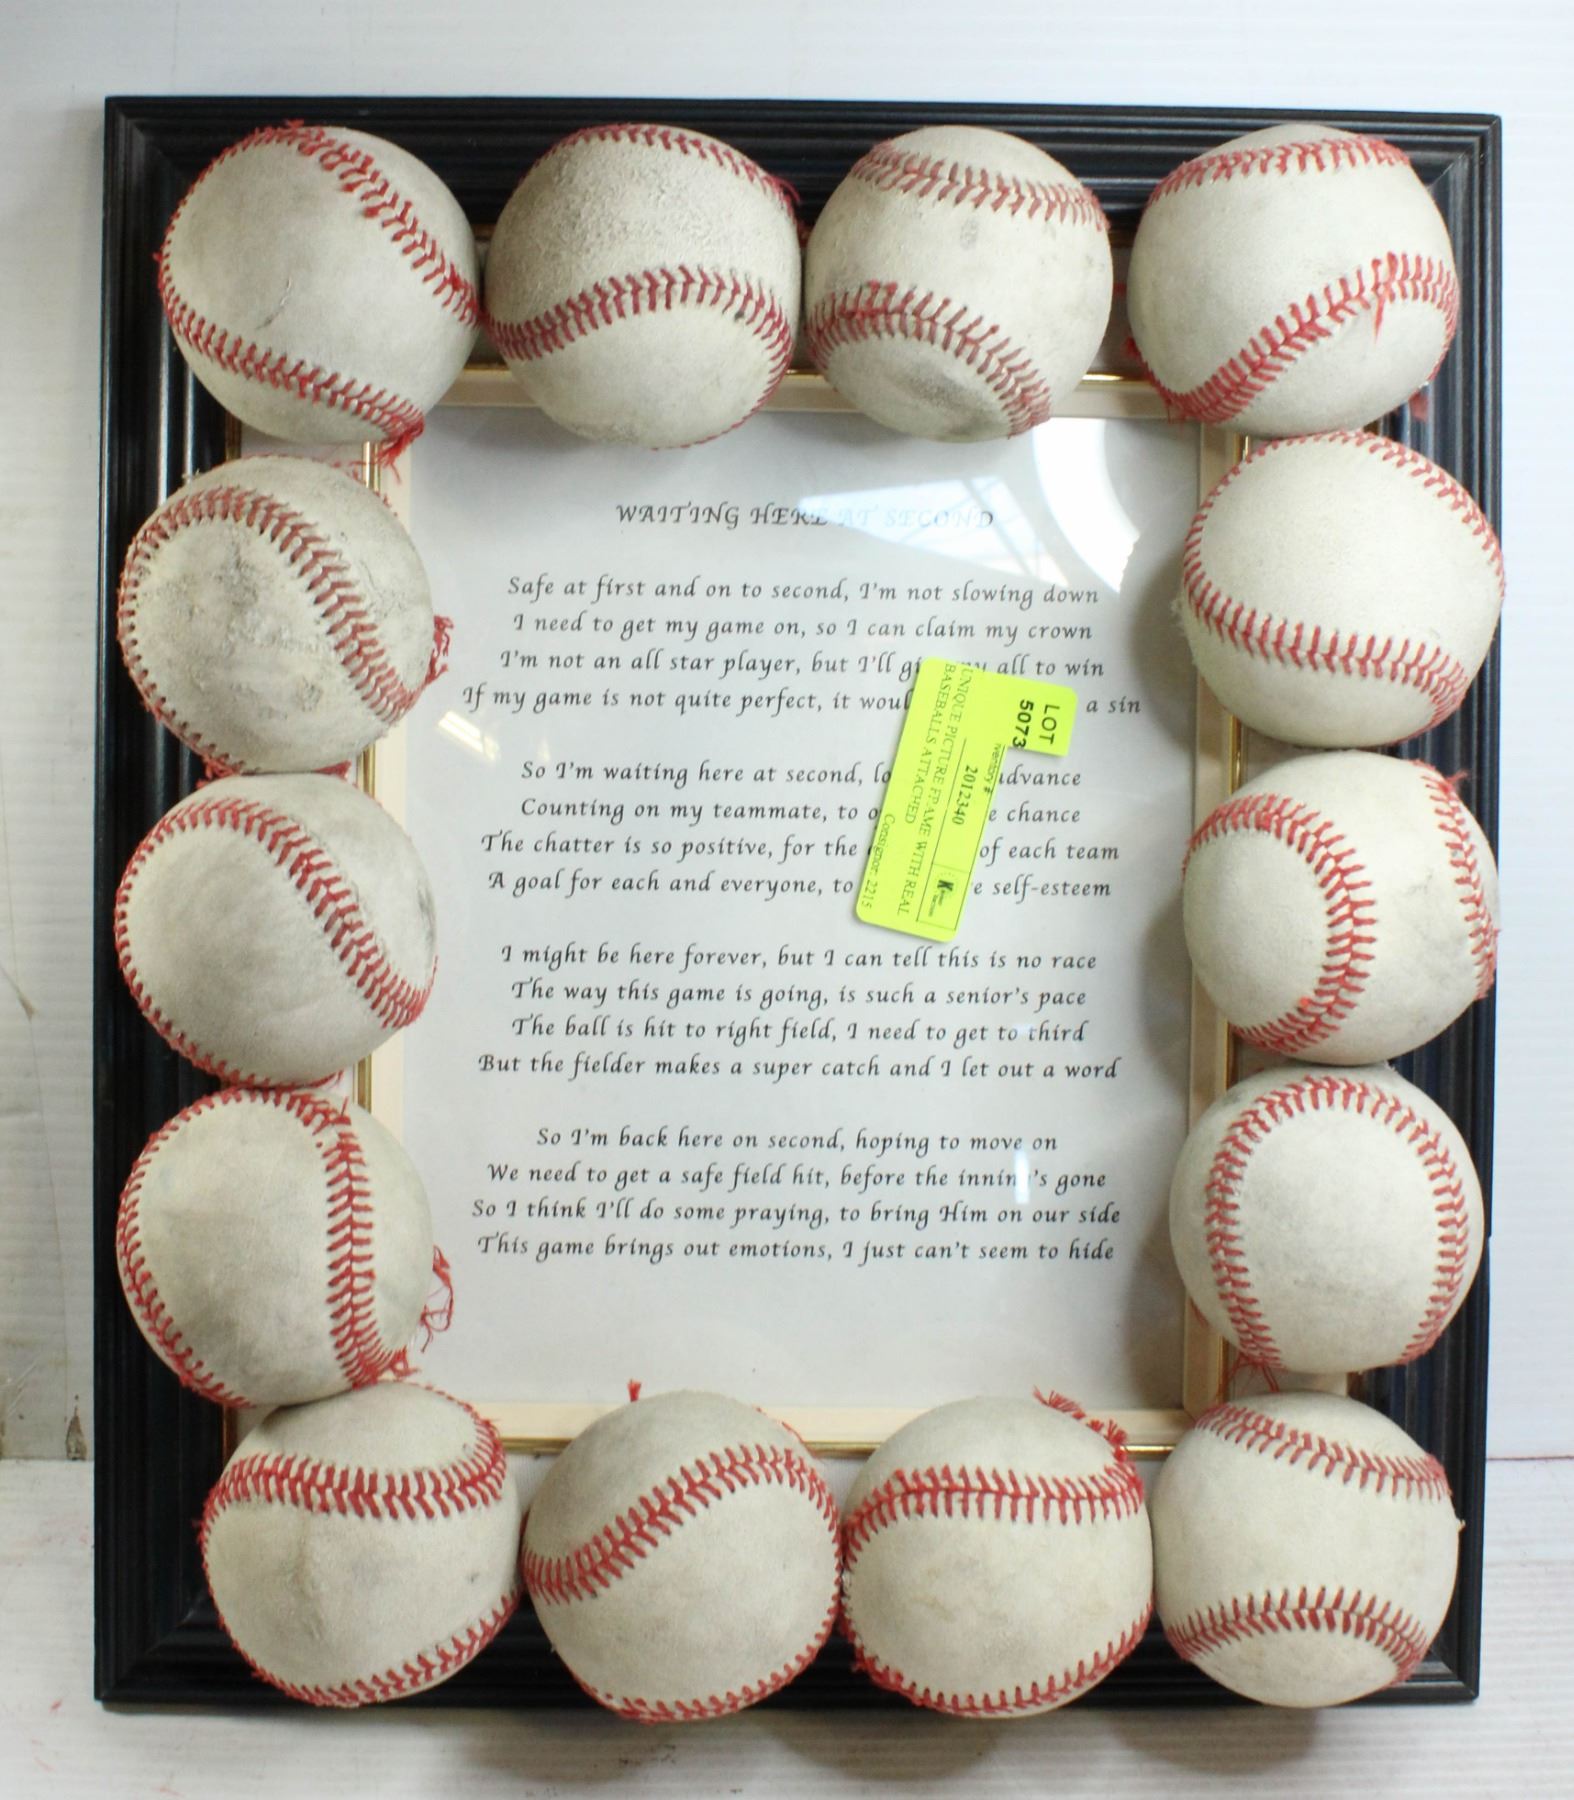 WAITING HERE AT SECOND
Safe at first and on to second, I'm not slowing down
I need to get my game on, so I can claim my crown
I'm not an all star player, but I'll my all to win
If my game is not quite perfect, it a sin
So I'm waiting here at second,
Counting on my teammate, to chance
The chatter is so positive, for the of each team
A goal for each and everyone, to self-esteem
I might be here forever, but I can tell this is no race
The way this game is going, is such a senior's pace
The ball is hit to right field, I need to get to third
But the fielder makes a super catch and I let out a word
So I'm back here on second, hoping to move on
We need to get a safe field hit, before the gone
So I think I'll do some praying, to bring Him on our side
This game brings out emotions, I just can't seem to hide
LOT
5073
2012340
UNIQUE PICTURE FRAME WITH REAL
BASEBALLS ATTACHED
Consignor: 2215